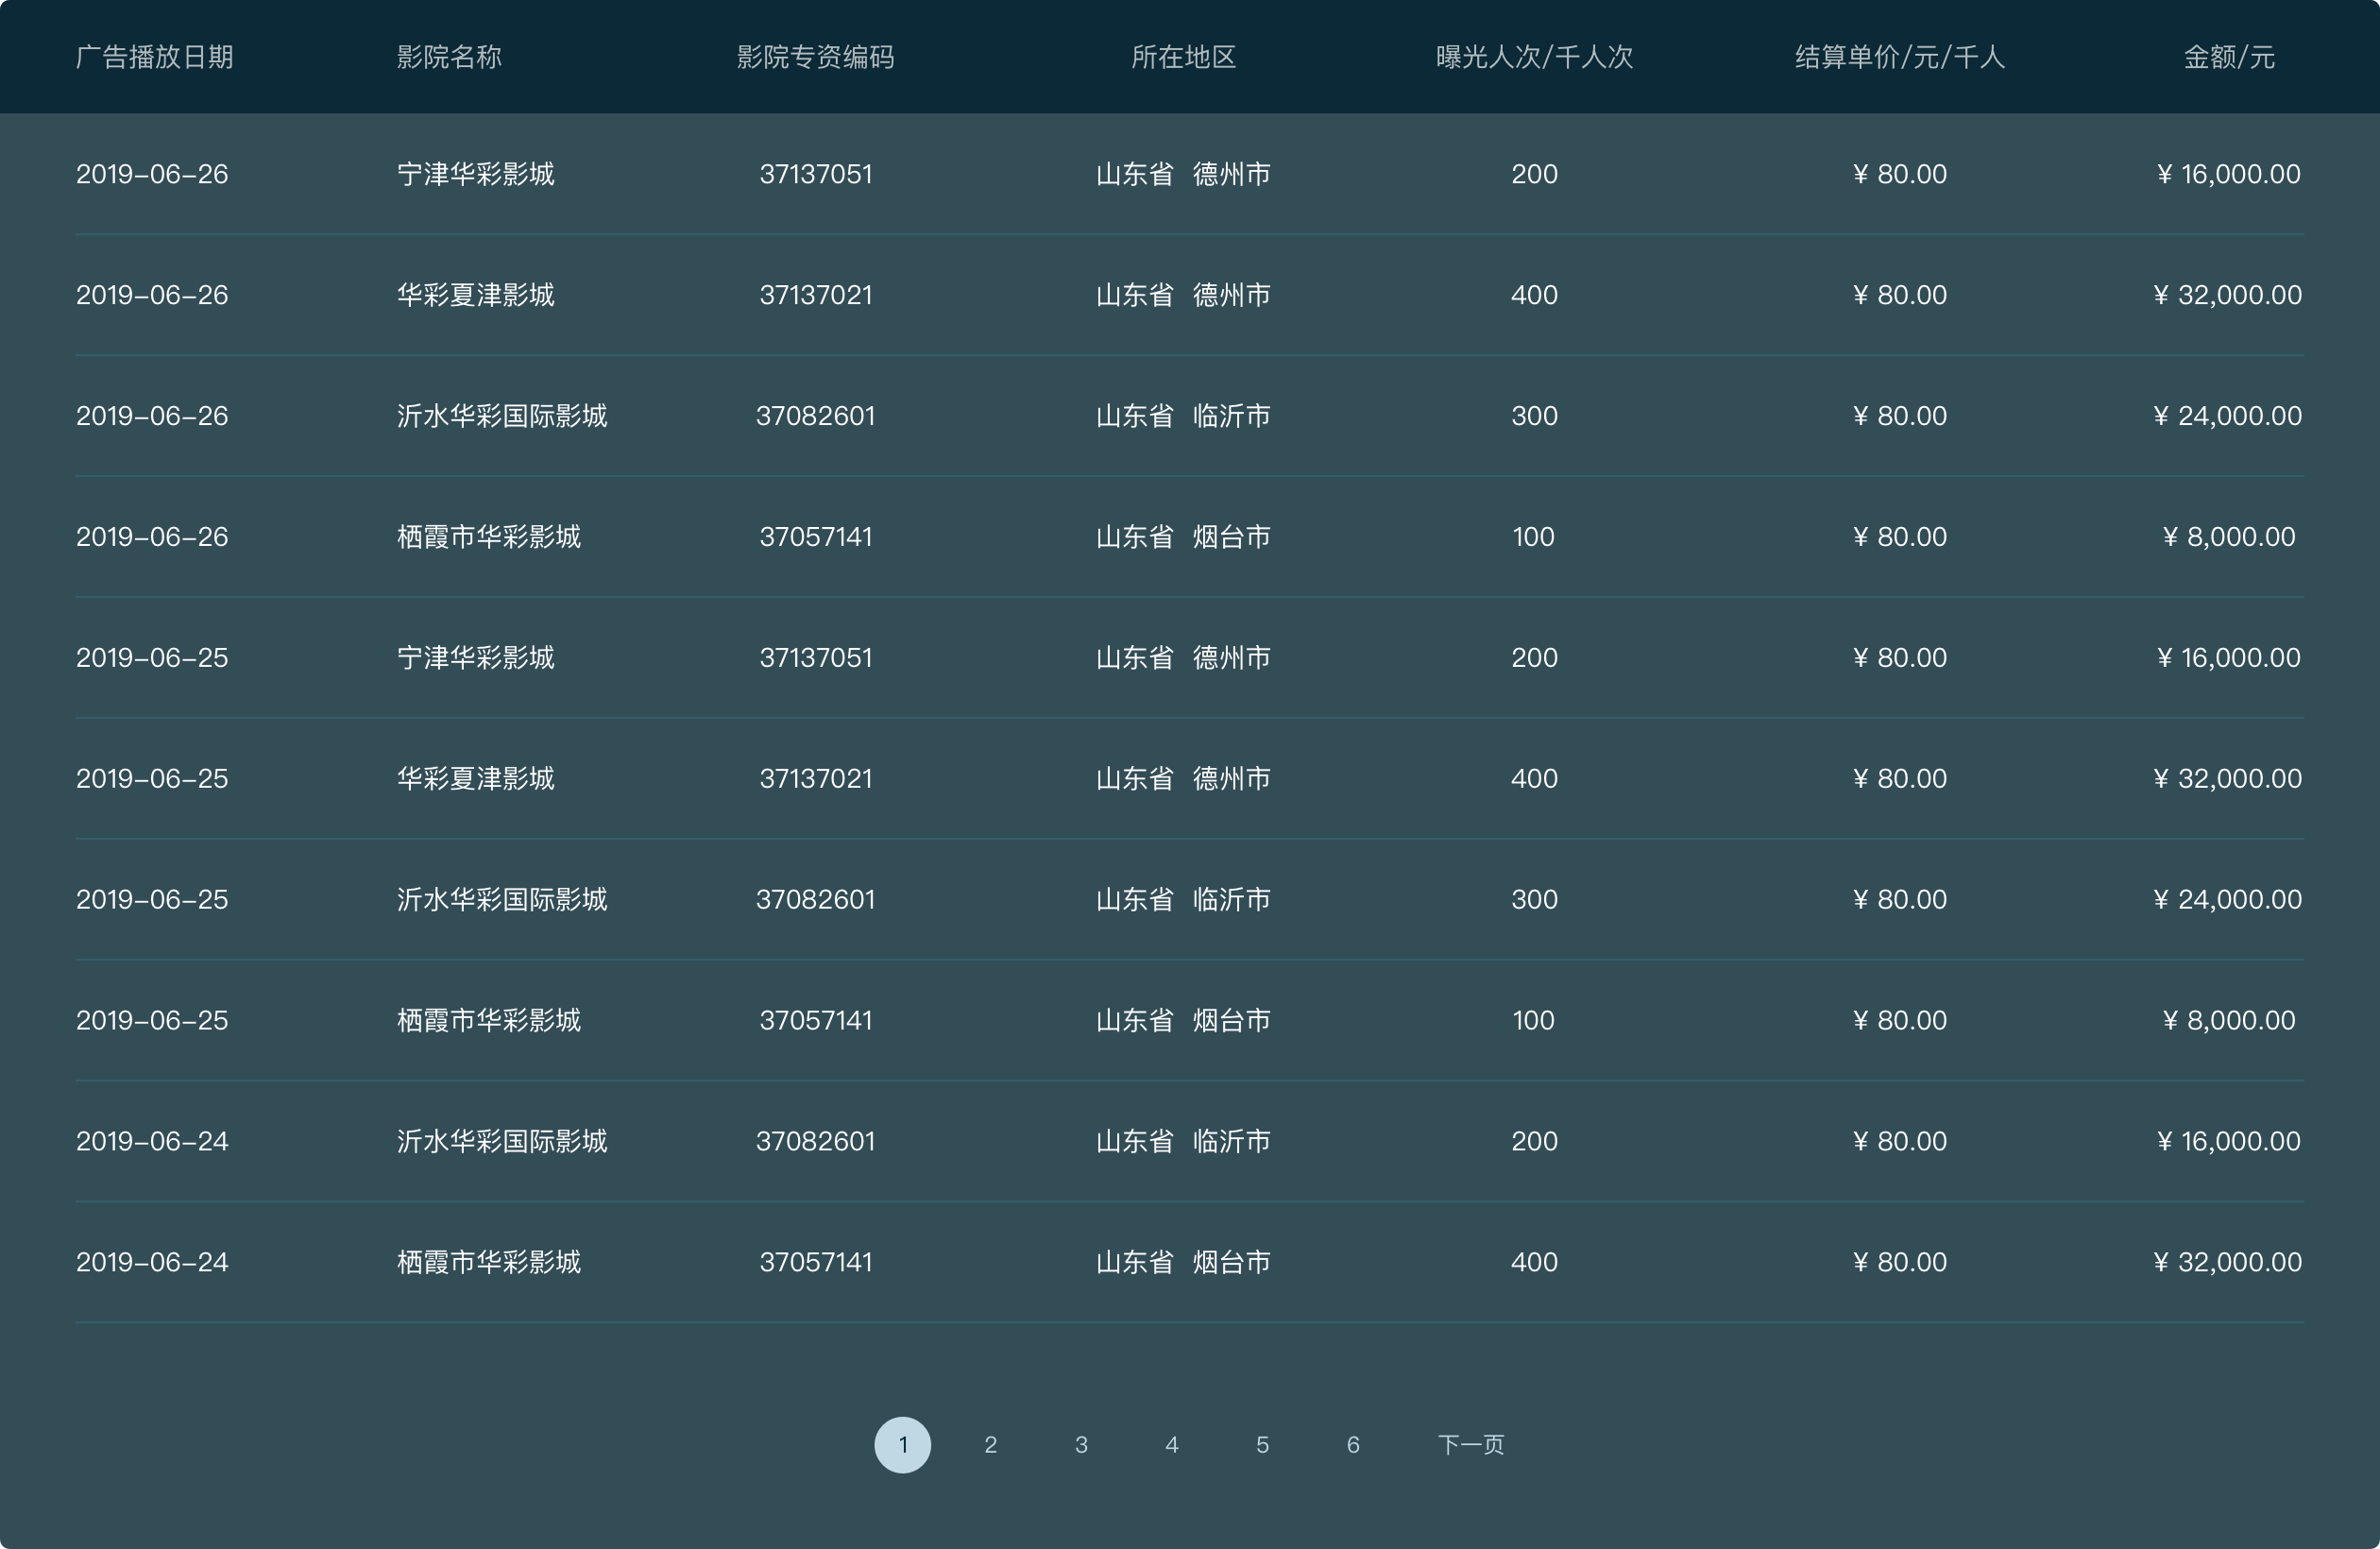 广告播放日期 影院名称 影院专资编码 所在地区 曝光人次/千人次 结算单价/元/千人 金额/元
2019-06-26 宁津华彩影城 37137051 山东省 德州市 200 ¥ 80.00 ¥ 16,000.00
2019-06-26 华彩夏津影城 37137021 山东省 德州市 400 ¥ 80.00 ¥ 32,000.00
2019-06-26 沂水华彩国际影城 37082601 山东省 临沂市 300 ¥ 80.00 ¥ 24,000.00
2019-06-26 栖霞市华彩影城 37057141 山东省 烟台市 100 ¥ 80.00 ¥ 8,000.00
2019-06-25 宁津华彩影城 37137051 山东省 德州市 200 ¥ 80.00 ¥ 16,000.00
2019-06-25 华彩夏津影城 37137021 山东省 德州市 400 ¥ 80.00 ¥ 32,000.00
2019-06-25 沂水华彩国际影城 37082601 山东省 临沂市 300 ¥ 80.00 ¥ 24,000.00
2019-06-25 栖霞市华彩影城 37057141 山东省 烟台市 100 ¥ 80.00 ¥ 8,000.00
2019-06-24 沂水华彩国际影城 37082601 山东省 临沂市 200 ¥ 80.00 ¥ 16,000.00
2019-06-24 栖霞市华彩影城 37057141 山东省 烟台市 400 ¥ 80.00 ¥ 32,000.00
1 2 3 4 5 6 下一页